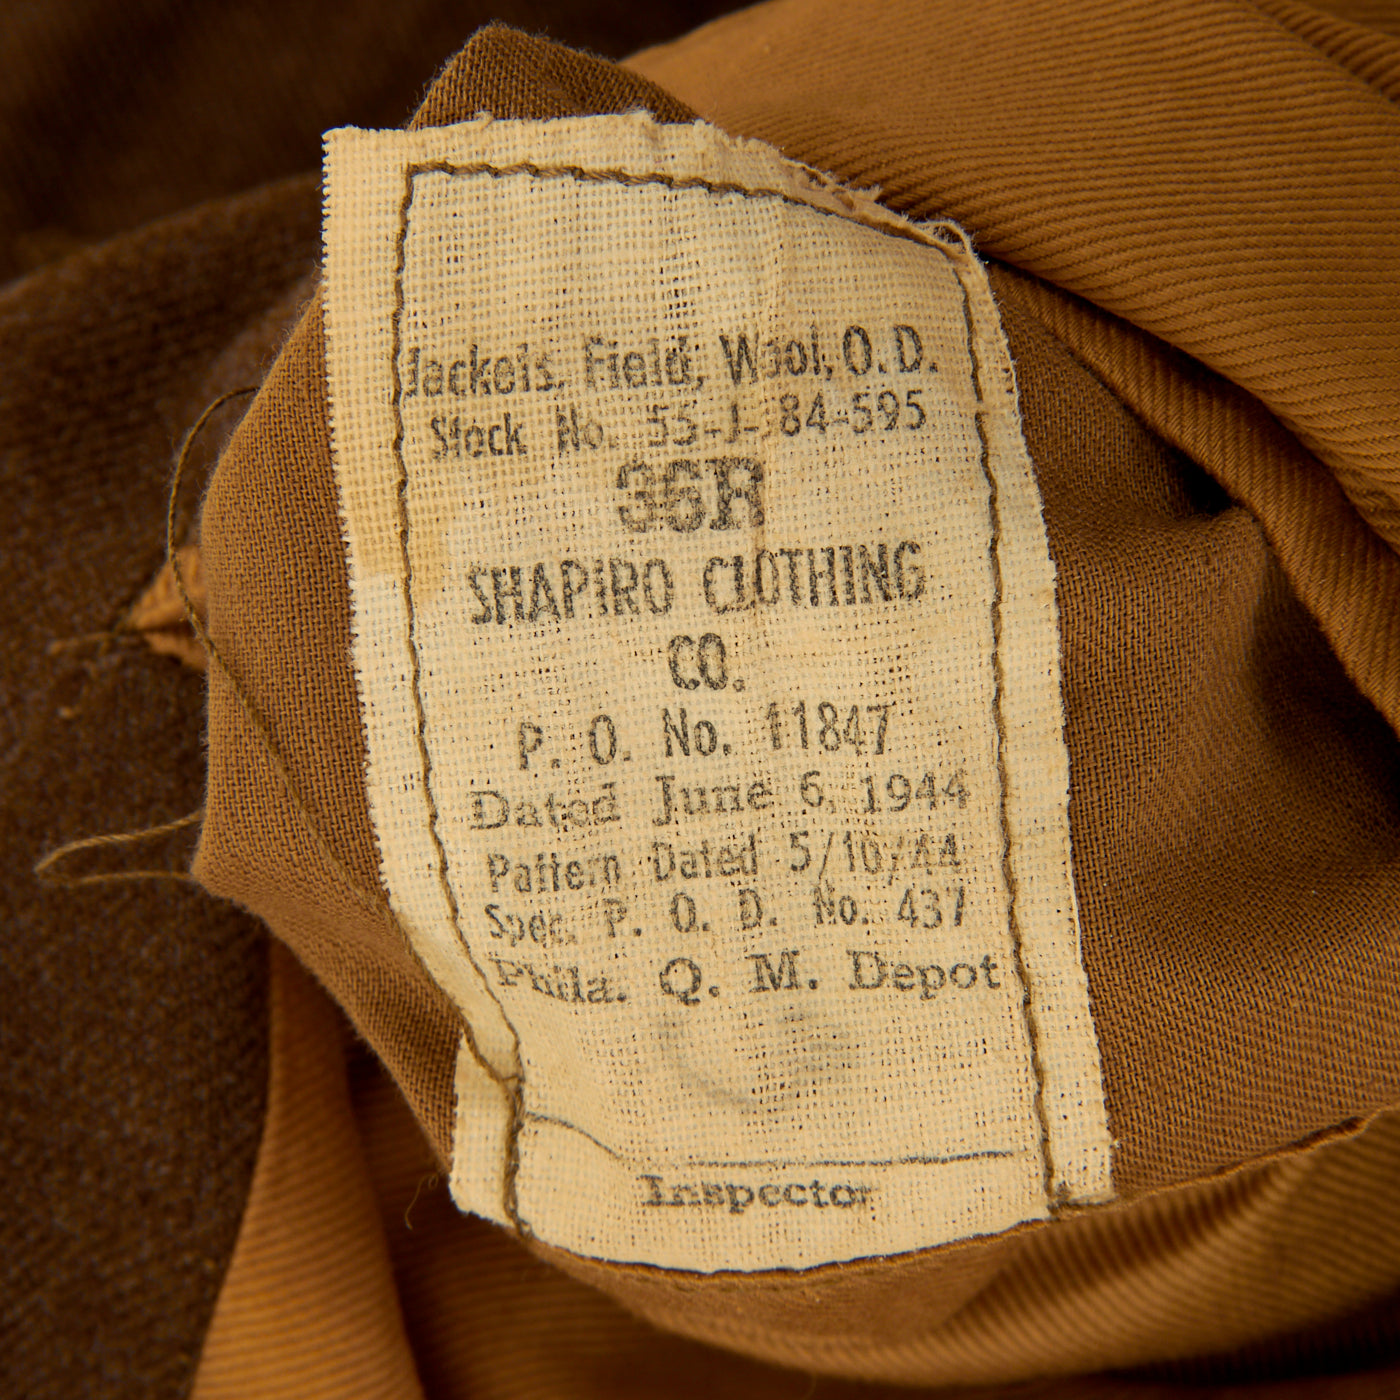 Jackets, Field, Wool, O. D.
Stock No. 55-J-84-595
36R
SHAPIRO CLOTHING
CO.
P. O. No. 11847
Dated June 6, 1944
Pattern Dated 5/10/44
Spec. P. Q. D. No. 437
Phila. Q. M. Depot
Inspector